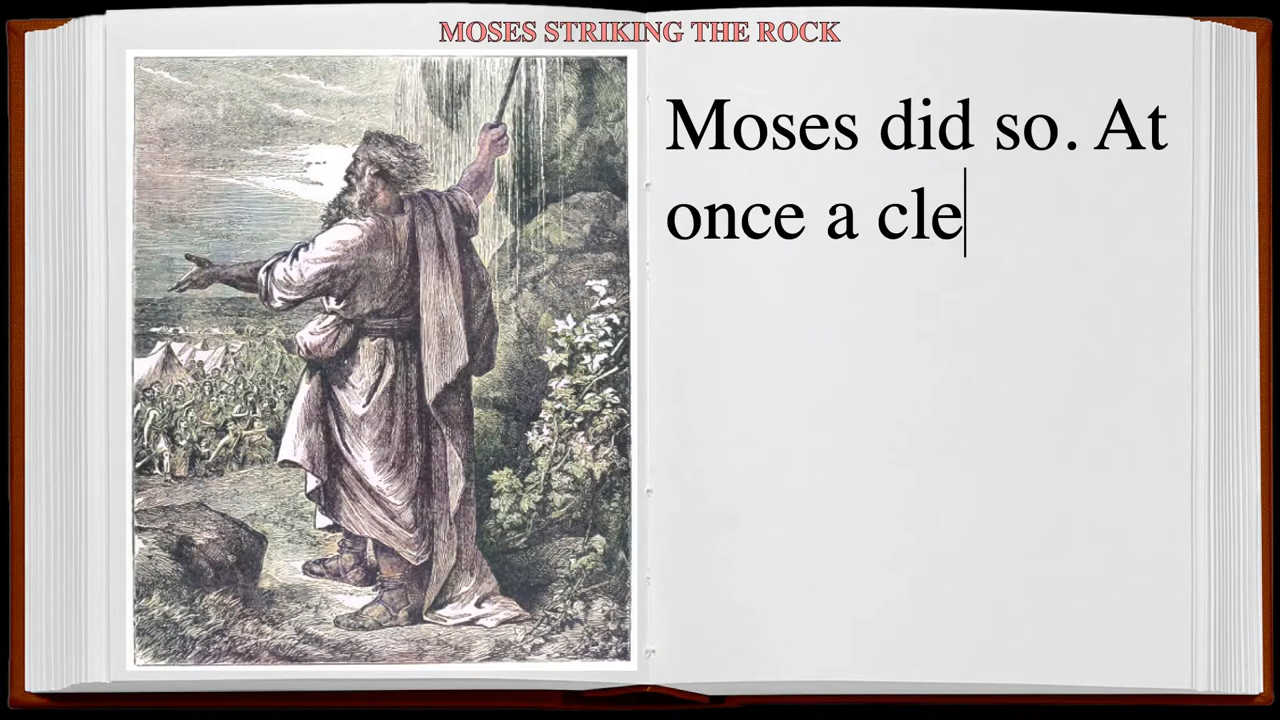 MOSES STRIKING THE ROCK
Moses did so. At
once a cle